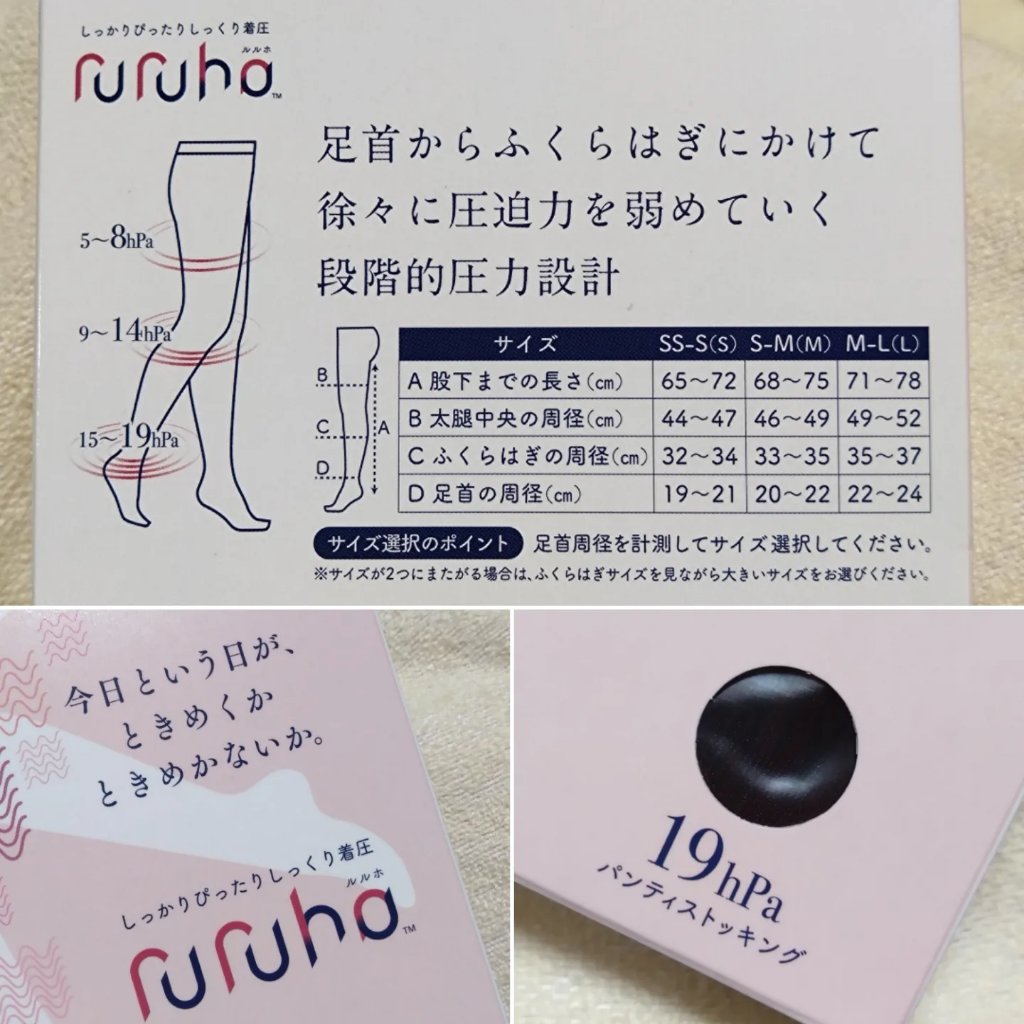 しっかりぴったりしっくり着圧
ルルホ
ruruho™
足首からふくらはぎにかけて
徐々に圧迫力を弱めていく
段階的圧力設計
5〜8hPa
9〜14hPa
15〜19hPa
B
C
D
A
サイズ SS-S(S) S-M(M) M-L(L)
A 股下までの長さ(cm) 65〜72 68〜75 71〜78
B 太腿中央の周径(cm) 44〜47 46〜49 49〜52
C ふくらはぎの周径(cm) 32〜34 33〜35 35〜37
D 足首の周径(cm) 19〜21 20〜22 22〜24
サイズ選択のポイント 足首周径を計測してサイズ選択してください。
※サイズが2つにまたがる場合は、ふくらはぎサイズを見ながら大きいサイズをお選びください。
今日という日が、
ときめくか
ときめかないか。
しっかりぴったりしっくり着圧
ルルホ
ruruho™
19hPa
パンティストッキング